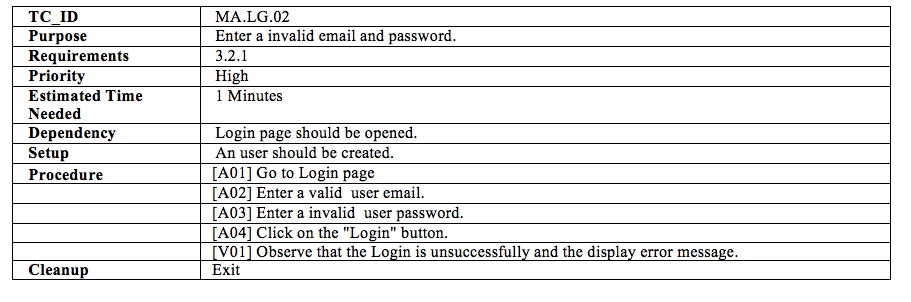 TC_ID MA.LG.02
Purpose Enter a invalid email and password.
Requirements 3.2.1
Priority High
Estimated Time 1 Minutes
Needed
Dependency Login page should be opened.
Setup An user should be created.
Procedure [A01] Go to Login page
[A02] Enter a valid  user email.
[A03] Enter a invalid  user password.
[A04] Click on the "Login" button.
[V01] Observe that the Login is unsuccessfully and the display error message.
Cleanup Exit